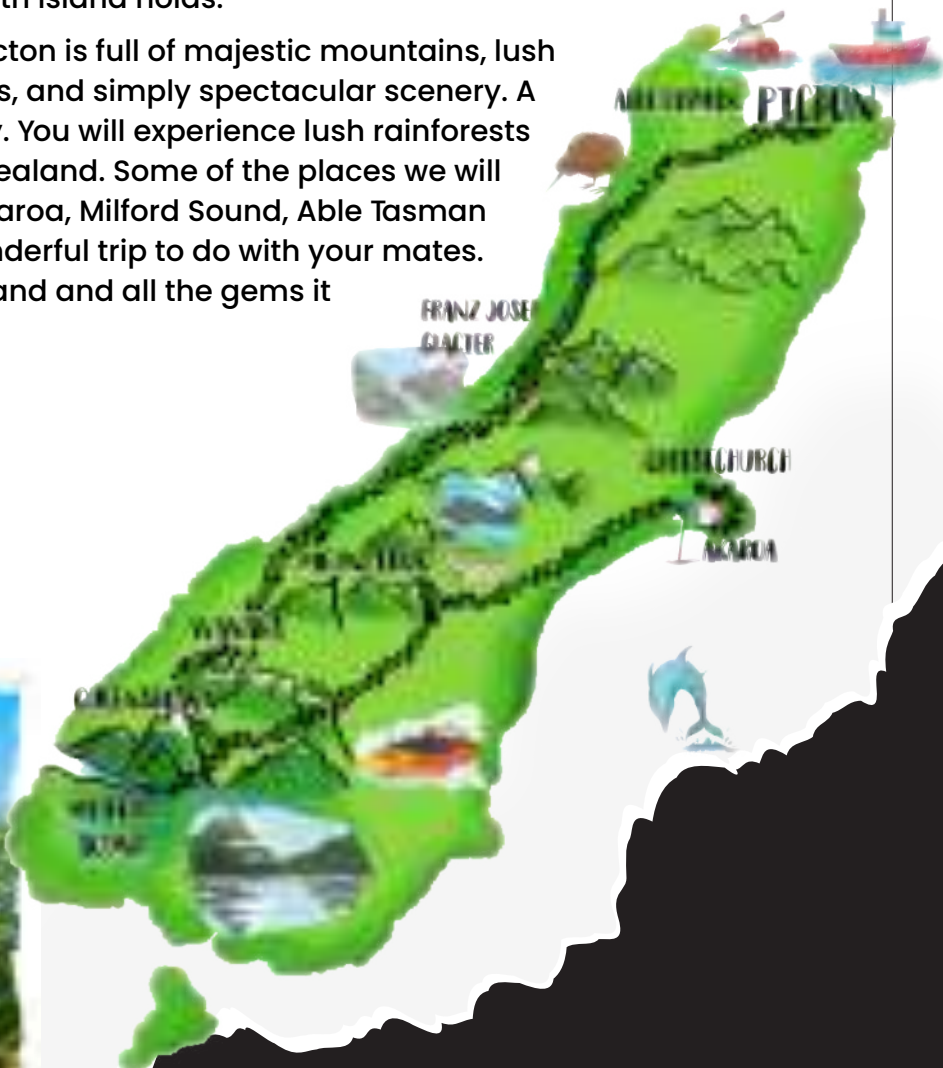 th Island holds.
cton is full of majestic mountains, lush
s, and simply spectacular scenery. A
y. You will experience lush rainforests
ealand. Some of the places we will
aroa, Milford Sound, Able Tasman
nderful trip to do with your mates.
and and all the gems it
PICTON
FRANZ JOSEF
GLACIER
AKAROA